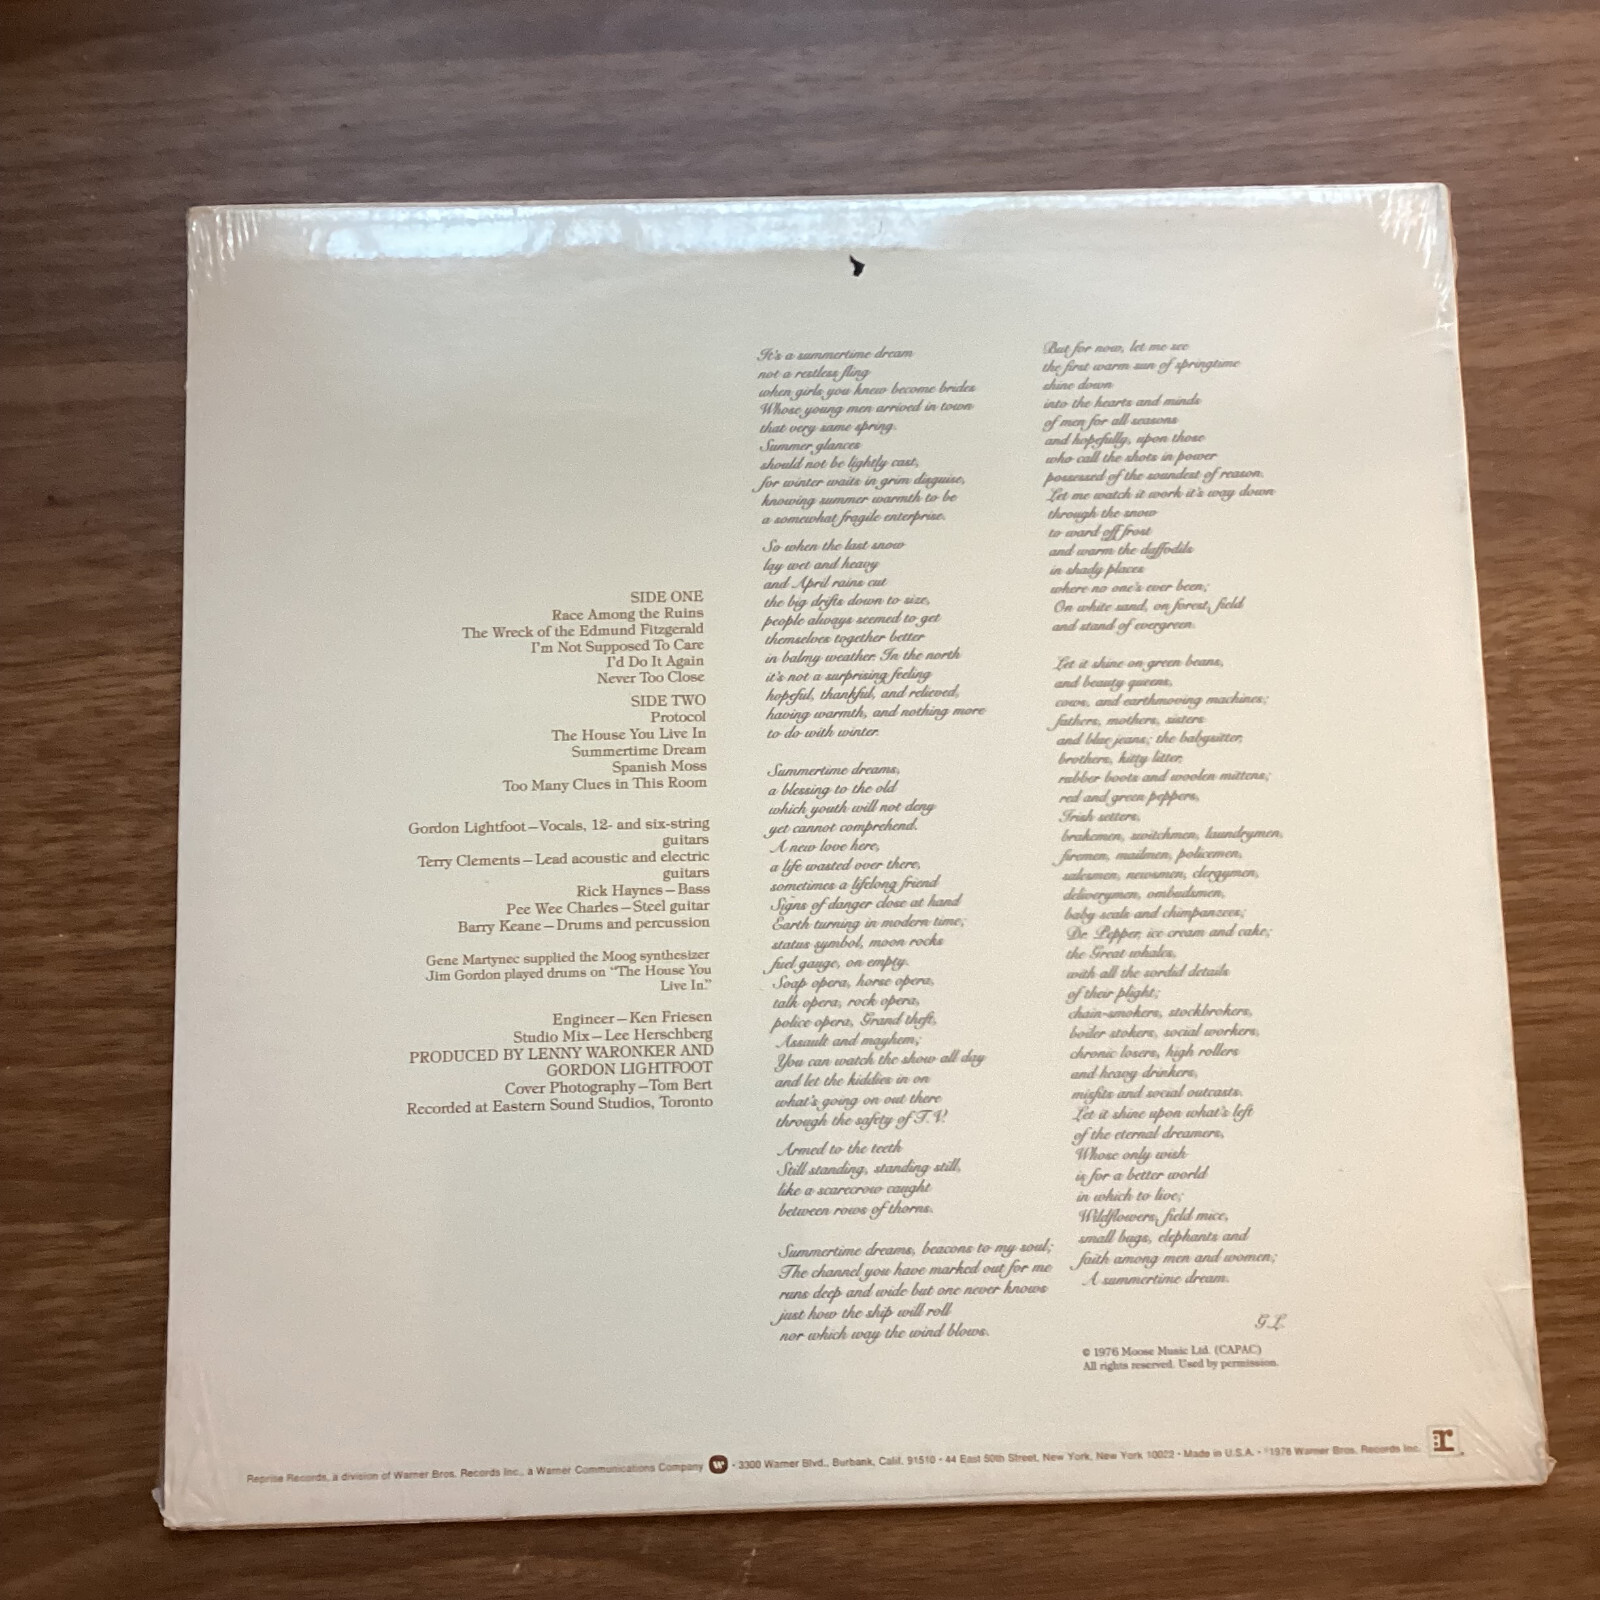 SIDE ONE
Race Among the Ruins
The Wreck of the Edmund Fitzgerald
I'm Not Supposed To Care
I'd Do It Again
Never Too Close
SIDE TWO
Protocol
The House You Live In
Summertime Dream
Spanish Moss
Too Many Clues in This Room
Gordon Lightfoot—Vocals, 12- and six-string
guitars
Terry Clements—Lead acoustic and electric
guitars
Rick Haynes—Bass
Pee Wee Charles—Steel guitar
Barry Keane—Drums and percussion
Gene Martynec supplied the Moog synthesizer
Jim Gordon played drums on "The House You
Live In."
Engineer—Ken Friesen
Studio Mix—Lee Herschberg
PRODUCED BY LENNY WARONKER AND
GORDON LIGHTFOOT
Cover Photography—Tom Bert
Recorded at Eastern Sound Studios, Toronto
It's a summertime dream
not a restless fling
when girls you knew become brides
Whose young men arrived in town
that very same spring.
Summer glances
should not be lightly cast,
for winter waits in grim disguise,
knowing summer warmth to be
a somewhat fragile enterprise.
So when the last snow
lay wet and heavy
and April rains cut
the big drifts down to size,
people always seemed to get
themselves together better
in balmy weather. In the north
it's not a surprising feeling
hopeful, thankful, and relieved,
having warmth, and nothing more
to do with winter.
Summertime dreams,
a blessing to the old
which youth will not deny
yet cannot comprehend.
A new love here,
a life wasted over there,
sometimes a lifelong friend
Signs of danger close at hand
Earth turning in modern time;
status symbol, moon rocks
fuel gauge, on empty.
Soap opera, horse opera,
talk opera, rock opera,
police opera, Grand theft,
Assault and mayhem;
You can watch the show all day
and let the kiddies in on
what's going on out there
through the safety of T.V.
Armed to the teeth
Still standing, standing still,
like a scarecrow caught
between rows of thorns.
Summertime dreams, beacons to my soul;
The channel you have marked out for me
runs deep and wide but one never knows
just how the ship will roll
nor which way the wind blows.
But for now, let me see
the first warm sun of springtime
shine down
into the hearts and minds
of men for all seasons
and hopefully, upon those
who call the shots in power
possessed of the soundest of reason.
Let me watch it work it's way down
through the snow
to ward off frost
and warm the daffodils
in shady places
where no one's ever been;
On white sand, on forest, field
and stand of evergreen.
Let it shine on green beans,
and beauty queens,
cows, and earthmoving machines;
fathers, mothers, sisters
and blue jeans; the babysitter,
brothers, kitty litter,
rubber boots and woolen mittens;
red and green peppers,
Irish setters,
brakemen, switchmen, laundrymen,
firemen, mailmen, policemen,
salesmen, newsmen, clergymen,
deliverymen, ombudsmen,
baby seals and chimpanzees;
Dr. Pepper, ice cream and cake;
the Great whales,
with all the sordid details
of their plight;
chain-smokers, stockbrokers,
boiler stokers, social workers,
chronic losers, high rollers
and heavy drinkers,
misfits and social outcasts.
Let it shine upon what's left
of the eternal dreamers,
Whose only wish
is for a better world
in which to live;
Wildflowers, field mice,
small bugs, elephants and
faith among men and women;
A summertime dream.
G.L.
© 1976 Moose Music Ltd. (CAPAC)
All rights reserved. Used by permission.
Reprise Records, a division of Warner Bros. Records Inc., a Warner Communications Company W • 3300 Warner Blvd., Burbank, Calif. 91510 • 44 East 50th Street, New York, New York 10022 • Made in U.S.A. • ℗1976 Warner Bros. Records Inc. :r